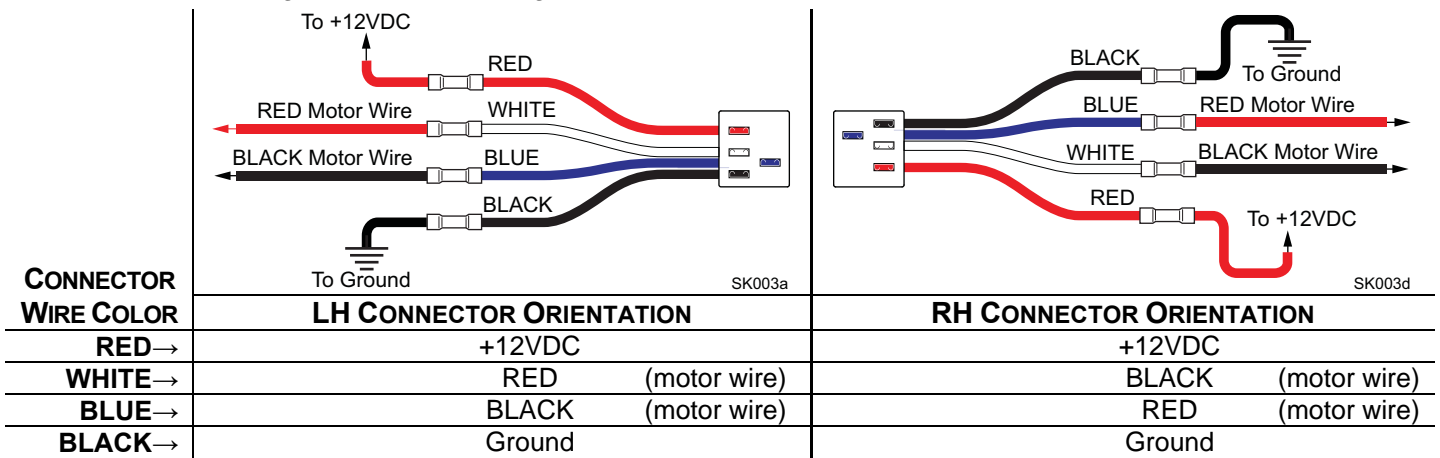 To +12VDC
RED
RED Motor Wire
WHITE
BLACK Motor Wire
BLUE
BLACK
To Ground
SK003a
BLACK
To Ground
BLUE
RED Motor Wire
WHITE
BLACK Motor Wire
RED
To +12VDC
SK003d
CONNECTOR
WIRE COLOR LH CONNECTOR ORIENTATION RH CONNECTOR ORIENTATION
RED→ +12VDC +12VDC
WHITE→ RED (motor wire) BLACK (motor wire)
BLUE→ BLACK (motor wire) RED (motor wire)
BLACK→ Ground Ground